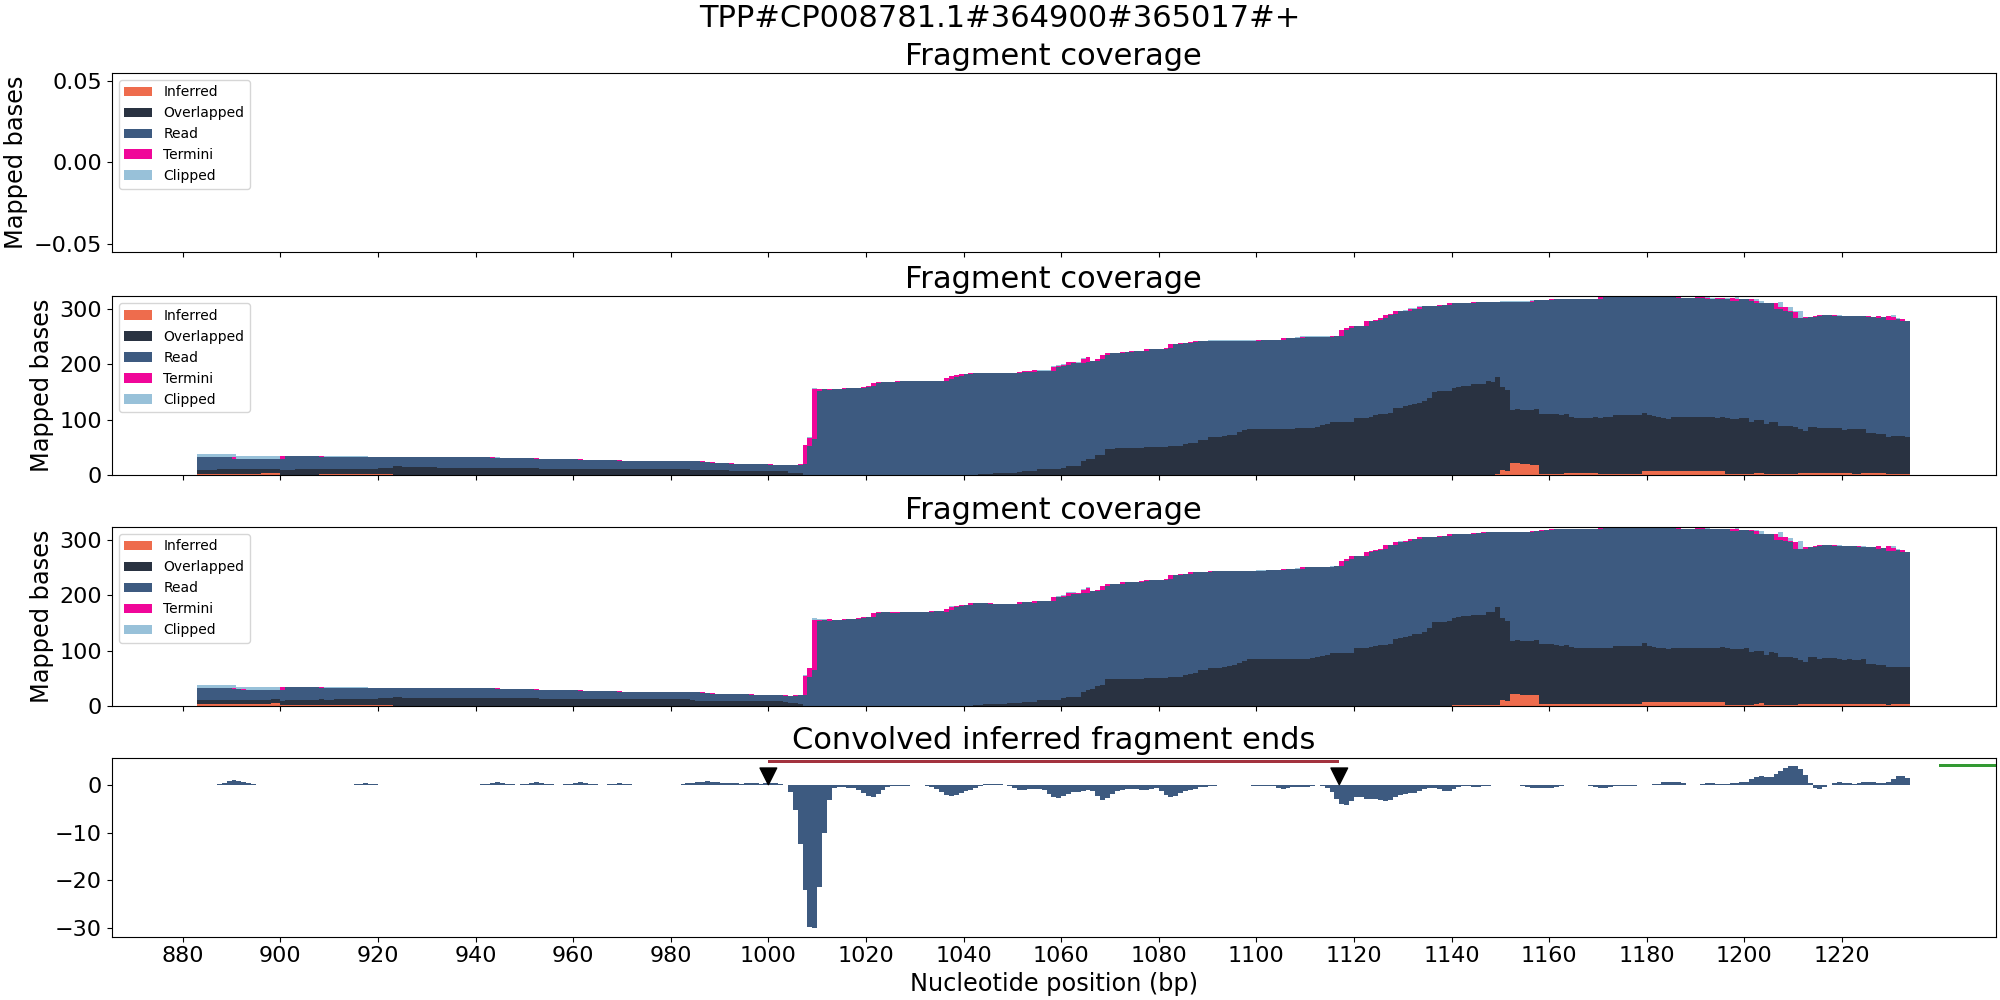 TPP#CP008781.1#364900#365017#+
Fragment coverage
Mapped bases
0.05
0.00
−0.05
Inferred
Overlapped
Read
Termini
Clipped
Fragment coverage
Mapped bases
300
200
100
0
Inferred
Overlapped
Read
Termini
Clipped
Fragment coverage
Mapped bases
300
200
100
0
Inferred
Overlapped
Read
Termini
Clipped
Convolved inferred fragment ends
0
−10
−20
−30
880 900 920 940 960 980 1000 1020 1040 1060 1080 1100 1120 1140 1160 1180 1200 1220
Nucleotide position (bp)